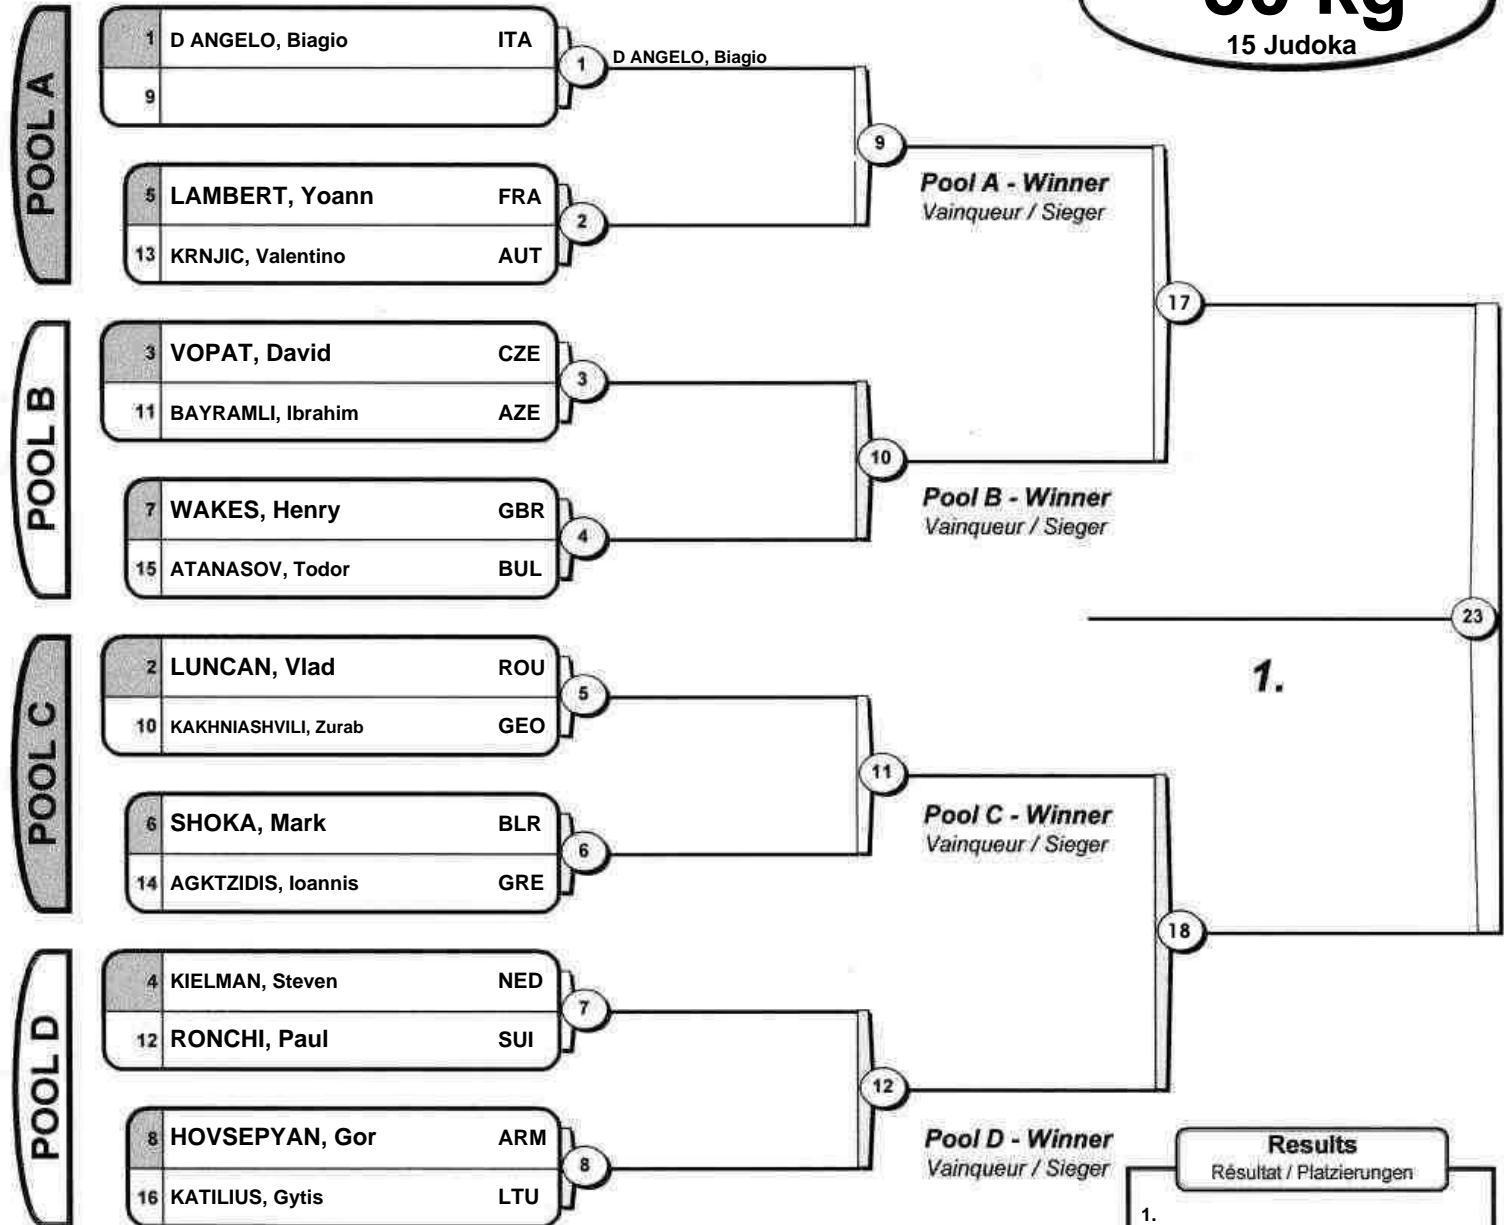 kg
15 Judoka
POOL A
1 D ANGELO, Biagio ITA
9
1 D ANGELO, Biagio
5 LAMBERT, Yoann FRA
13 KRNJIC, Valentino AUT
2
9
Pool A - Winner
Vainqueur / Sieger
POOL B
3 VOPAT, David CZE
11 BAYRAMLI, Ibrahim AZE
3
7 WAKES, Henry GBR
15 ATANASOV, Todor BUL
4
10
Pool B - Winner
Vainqueur / Sieger
17
POOL C
2 LUNCAN, Vlad ROU
10 KAKHNIASHVILI, Zurab GEO
5
6 SHOKA, Mark BLR
14 AGKTZIDIS, Ioannis GRE
6
11
Pool C - Winner
Vainqueur / Sieger
23
1.
POOL D
4 KIELMAN, Steven NED
12 RONCHI, Paul SUI
7
8 HOVSEPYAN, Gor ARM
16 KATILIUS, Gytis LTU
8
12
Pool D - Winner
Vainqueur / Sieger
18
Results
Résultat / Platzierungen
1.